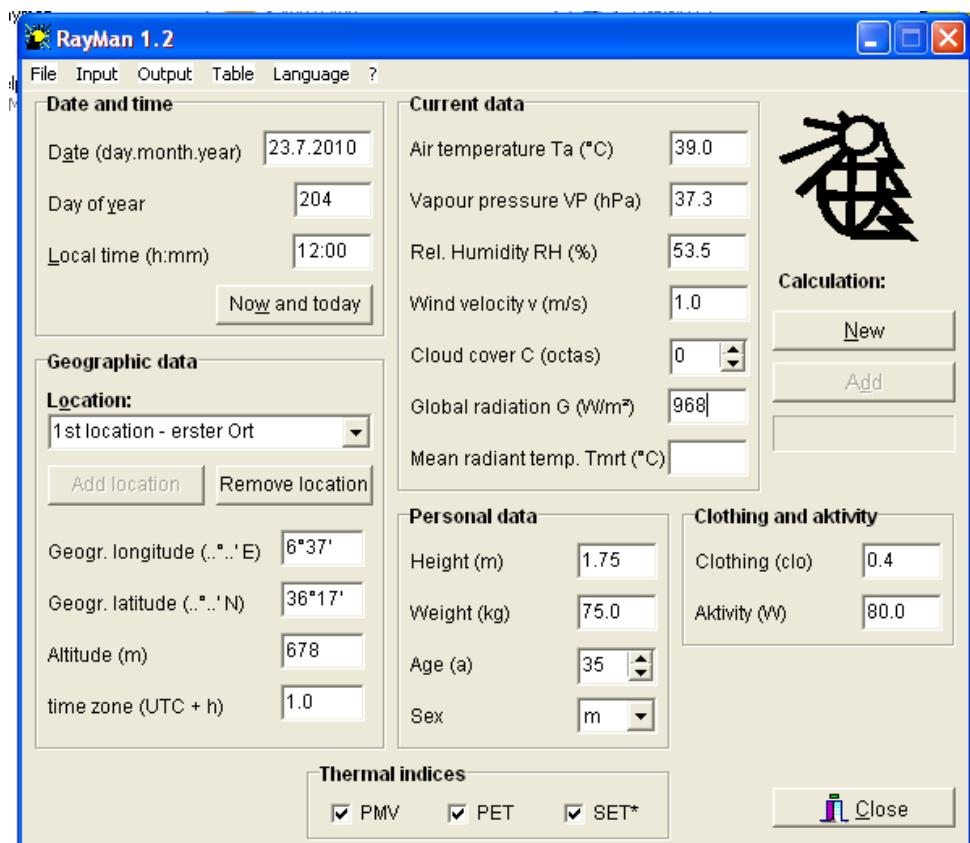 RayMan 1.2
File Input Output Table Language ?
Date and time
Date (day.month.year) 23.7.2010
Day of year 204
Local time (h:mm) 12:00
Now and today
Geographic data
Location:
1st location - erster Ort
Add location Remove location
Geogr. longitude (..°..' E) 6°37'
Geogr. latitude (..°..' N) 36°17'
Altitude (m) 678
time zone (UTC + h) 1.0
Current data
Air temperature Ta (°C) 39.0
Vapour pressure VP (hPa) 37.3
Rel. Humidity RH (%) 53.5
Wind velocity v (m/s) 1.0
Cloud cover C (octas) 0
Global radiation G (W/m²) 968
Mean radiant temp. Tmrt (°C)
Calculation:
New
Add
Personal data
Height (m) 1.75
Weight (kg) 75.0
Age (a) 35
Sex m
Clothing and aktivity
Clothing (clo) 0.4
Aktivity (W) 80.0
Thermal indices
PMV PET SET*
Close